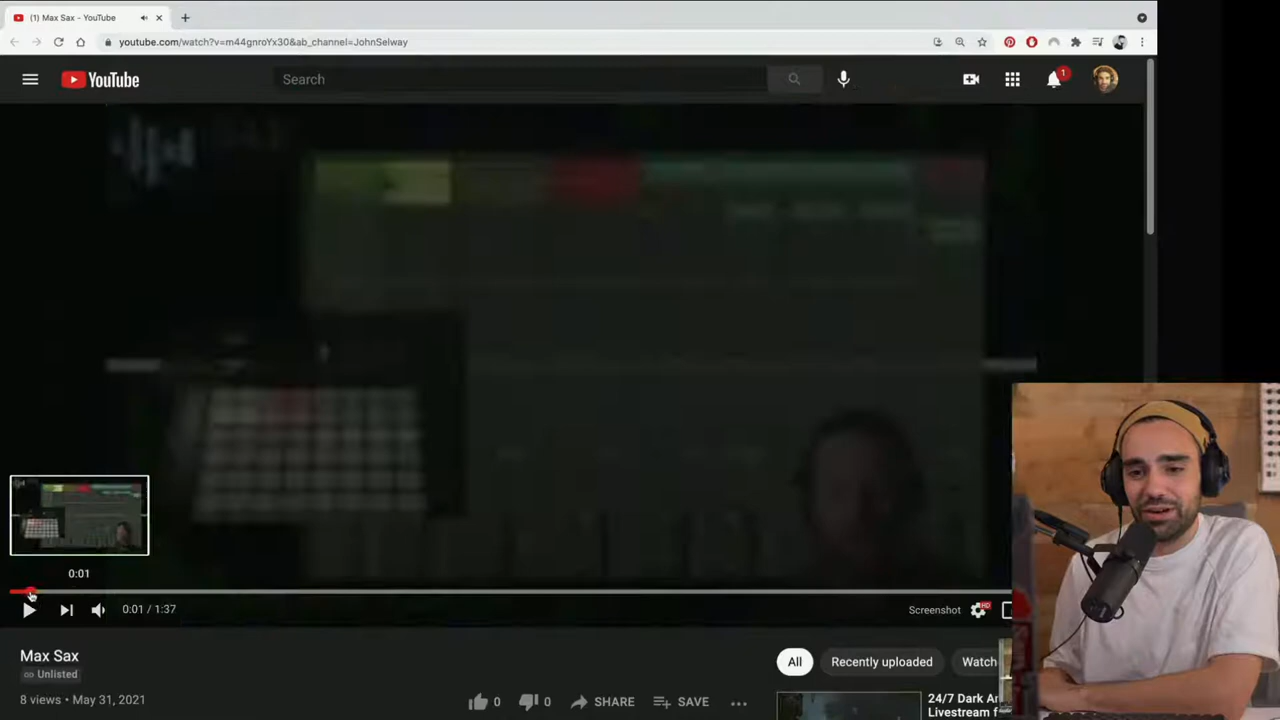 (1) Max Sax - YouTube
youtube.com/watch?v=m44gnroYx30&ab_channel=JohnSelway
YouTube
Search
1
0:01
0:01 / 1:37
Screenshot
HD
Max Sax
Unlisted
8 views • May 31, 2021
0
0
SHARE
SAVE
All
Recently uploaded
Watch
24/7 Dark
Livestream